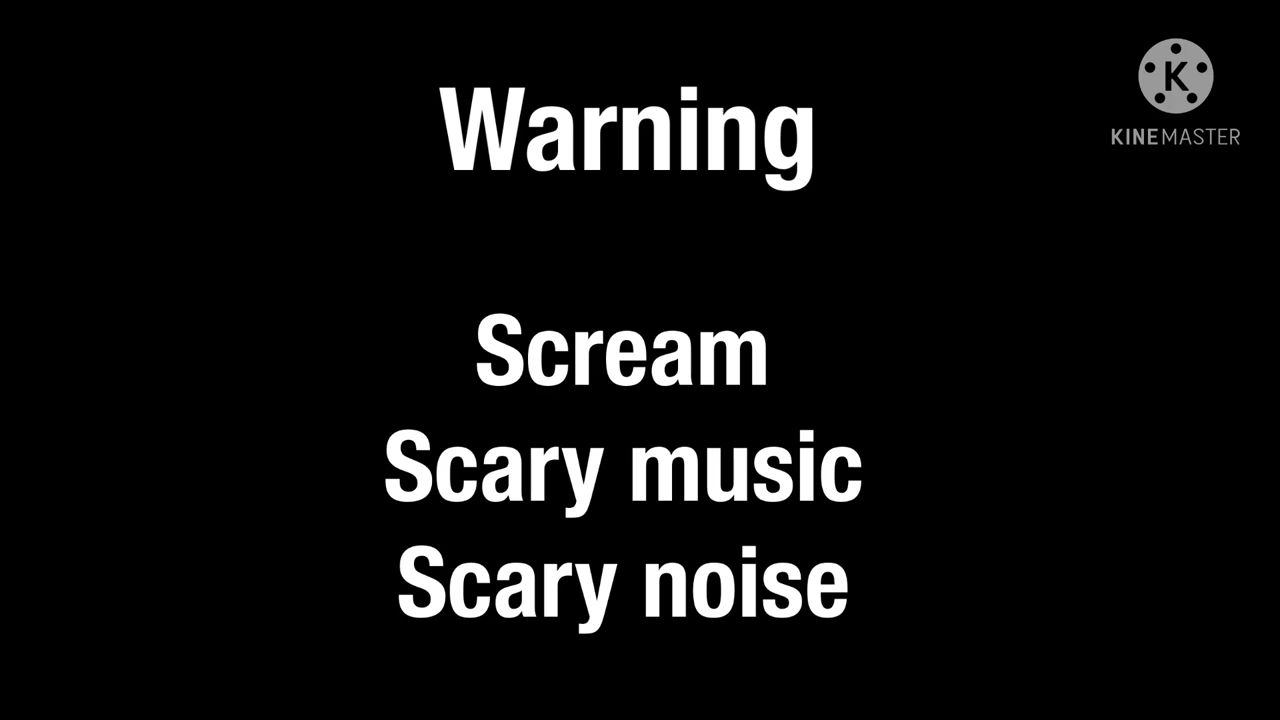 Warning
K
KINEMASTER
Scream
Scary music
Scary noise